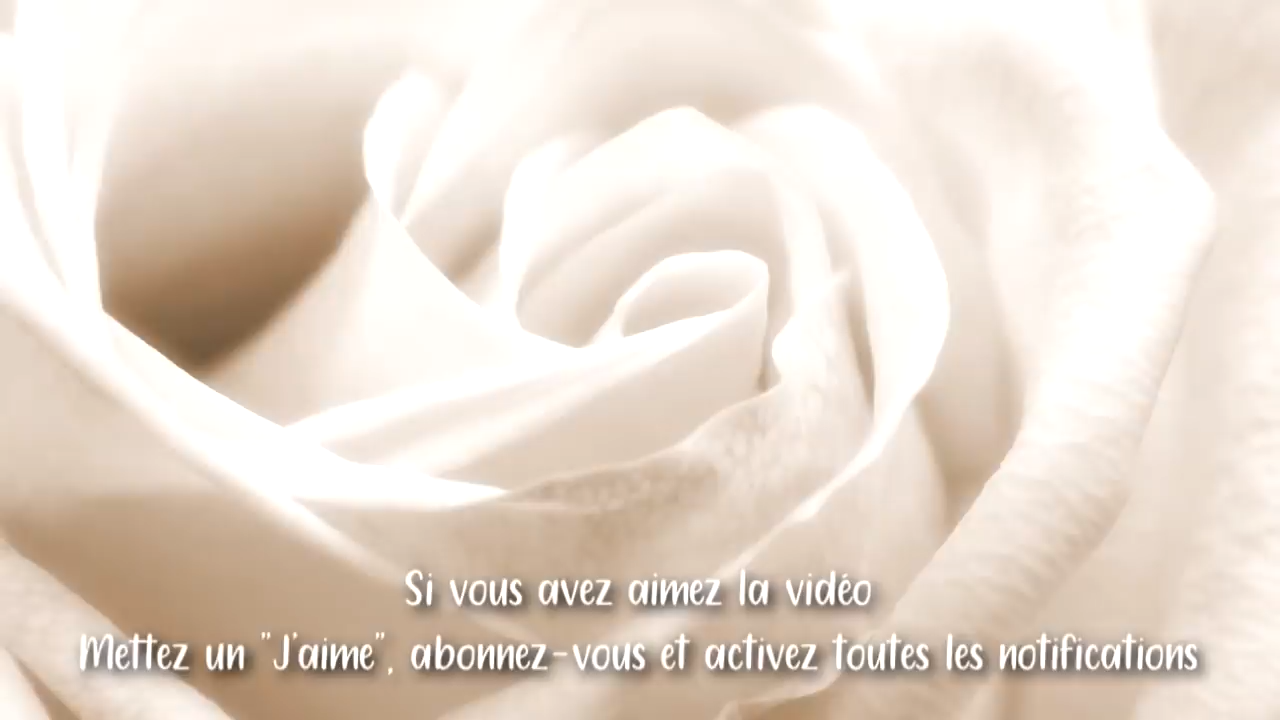 Si vous avez aimez la vidéo
Mettez un "J'aime", abonnez-vous et activez toutes les notifications